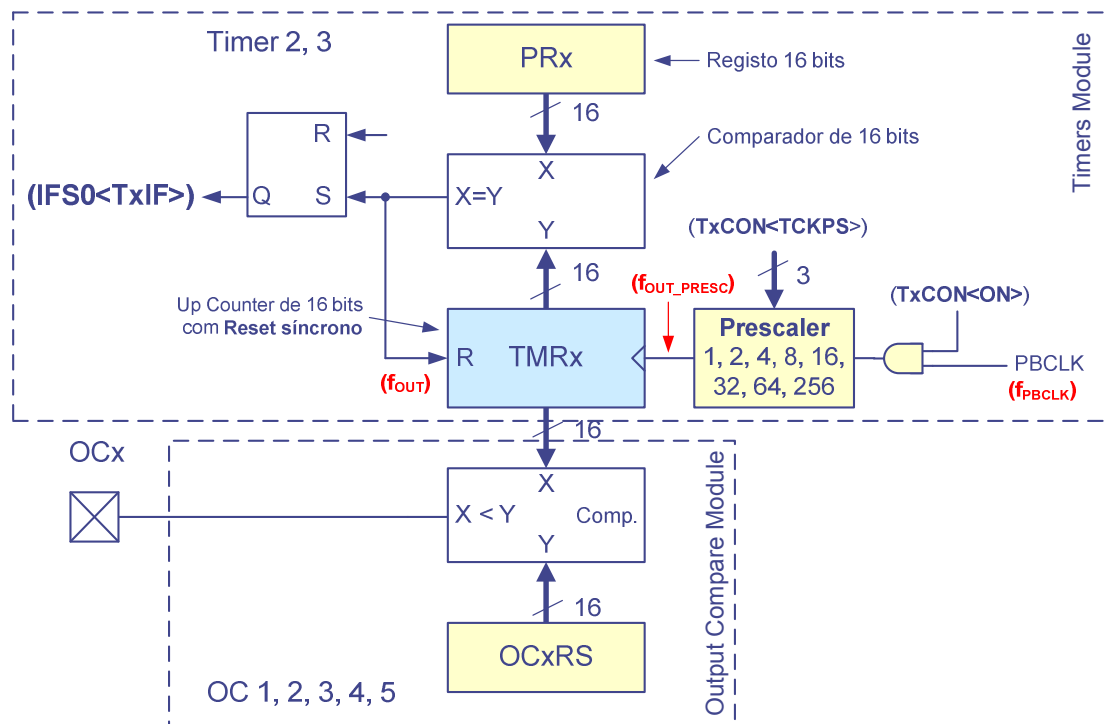 Timer 2, 3
PRx
Registo 16 bits
Timers Module
16
R
Comparador de 16 bits
X
(IFS0<TxIF>)
Q
S
X=Y
Y
(TxCON<TCKPS>)
16
(fOUT_PRESC)
3
(TxCON<ON>)
Up Counter de 16 bits
com Reset síncrono
R
TMRx
Prescaler
1, 2, 4, 8, 16,
32, 64, 256
PBCLK
(fOUT)
(fPBCLK)
16
OCx
X
X < Y
Comp.
Y
Output Compare Module
16
OCxRS
OC 1, 2, 3, 4, 5